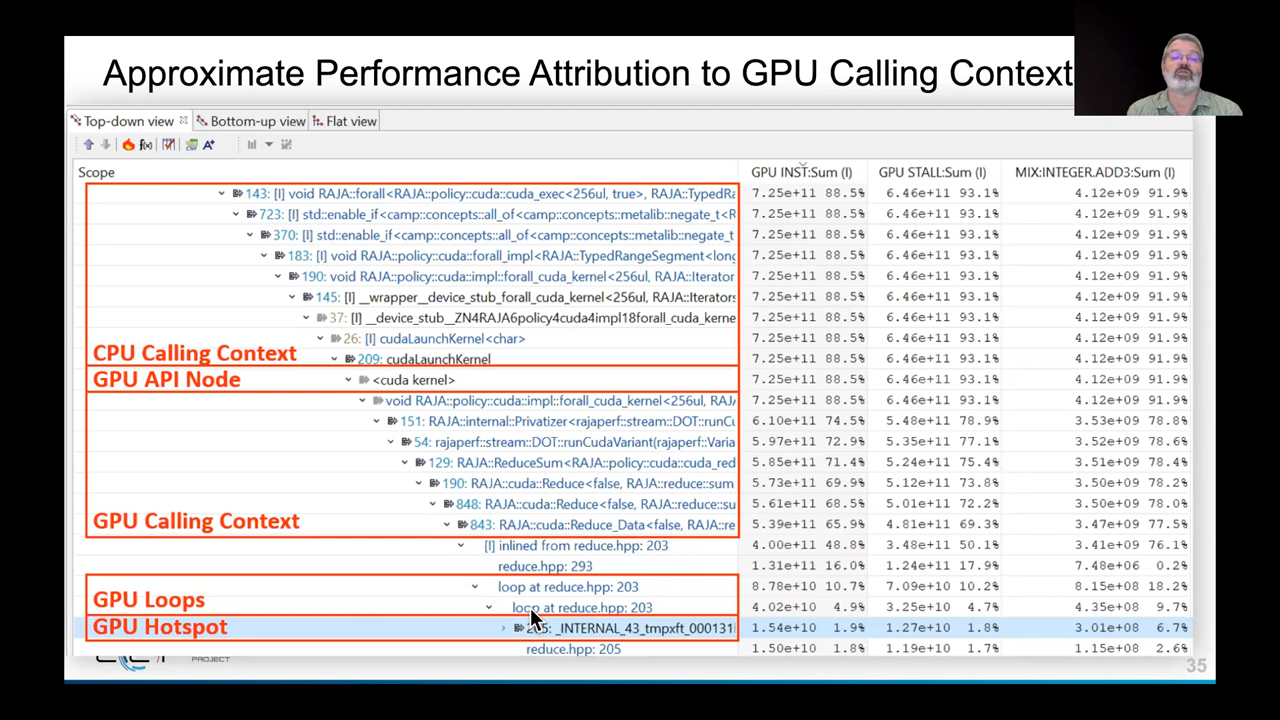 Approximate Performance Attribution to GPU Calling Context
Top-down view Bottom-up view Flat view
Scope GPU INST:Sum (I) GPU STALL:Sum (I) MIX:INTEGER.ADD3:Sum (I)
143: [I] void RAJA::forall<RAJA::policy::cuda::cuda_exec<256ul, true>, RAJA::TypedRa 7.25e+11 88.5% 6.46e+11 93.1% 4.12e+09 91.9%
723: [I] std::enable_if<camp::concepts::all_of<camp::concepts::metalib::negate_t<R 7.25e+11 88.5% 6.46e+11 93.1% 4.12e+09 91.9%
370: [I] std::enable_if<camp::concepts::all_of<camp::concepts::metalib::negate_t 7.25e+11 88.5% 6.46e+11 93.1% 4.12e+09 91.9%
183: [I] RAJA::policy::cuda::forall_impl<RAJA::TypedRangeSegment<long 7.25e+11 88.5% 6.46e+11 93.1% 4.12e+09 91.9%
190: void RAJA::policy::cuda::impl::forall_cuda_kernel<256ul, RAJA::Iterator 7.25e+11 88.5% 6.46e+11 93.1% 4.12e+09 91.9%
145: [I] __wrapper__device_stub_forall_cuda_kernel<256ul, RAJA::Iterators 7.25e+11 88.5% 6.46e+11 93.1% 4.12e+09 91.9%
37: [I] __device_stub__ZN4RAJA6policy4cuda4impl18forall_cuda_kerne 7.25e+11 88.5% 6.46e+11 93.1% 4.12e+09 91.9%
26: [I] cudaLaunchKernel<char> 7.25e+11 88.5% 6.46e+11 93.1% 4.12e+09 91.9%
CPU Calling Context 209: cudaLaunchKernel 7.25e+11 88.5% 6.46e+11 93.1% 4.12e+09 91.9%
GPU API Node <cuda kernel> 7.25e+11 88.5% 6.46e+11 93.1% 4.12e+09 91.9%
void RAJA::policy::cuda::impl::forall_cuda_kernel<256ul, RAJA 7.25e+11 88.5% 6.46e+11 93.1% 4.12e+09 91.9%
151: RAJA::internal::Privatizer<rajaperf::stream::DOT::runCu 6.10e+11 74.5% 5.48e+11 78.9% 3.53e+09 78.8%
54: rajaperf::stream::DOT::runCudaVariant(rajaperf::Varia 5.97e+11 72.9% 5.35e+11 77.1% 3.52e+09 78.6%
129: RAJA::ReduceSum<RAJA::policy::cuda::cuda_red 5.85e+11 71.4% 5.24e+11 75.4% 3.51e+09 78.4%
190: RAJA::cuda::Reduce<false, RAJA::reduce::sum 5.73e+11 69.9% 5.12e+11 73.8% 3.50e+09 78.2%
848: RAJA::cuda::Reduce<false, RAJA::reduce::su 5.61e+11 68.5% 5.01e+11 72.2% 3.50e+09 78.0%
GPU Calling Context 843: RAJA::cuda::Reduce_Data<false, RAJA::re 5.39e+11 65.9% 4.81e+11 69.3% 3.47e+09 77.5%
[I] inlined from reduce.hpp: 203 4.00e+11 48.8% 3.48e+11 50.1% 3.41e+09 76.1%
reduce.hpp: 293 1.31e+11 16.0% 1.24e+11 17.9% 7.48e+06 0.2%
loop at reduce.hpp: 203 8.78e+10 10.7% 7.09e+10 10.2% 8.15e+08 18.2%
GPU Loops loop at reduce.hpp: 203 4.02e+10 4.9% 3.25e+10 4.7% 4.35e+08 9.7%
GPU Hotspot _INTERNAL_43_tmpxft_000131 1.54e+10 1.9% 1.27e+10 1.8% 3.01e+08 6.7%
reduce.hpp: 205 1.50e+10 1.8% 1.19e+10 1.7% 1.15e+08 2.6%
PROJECT
35